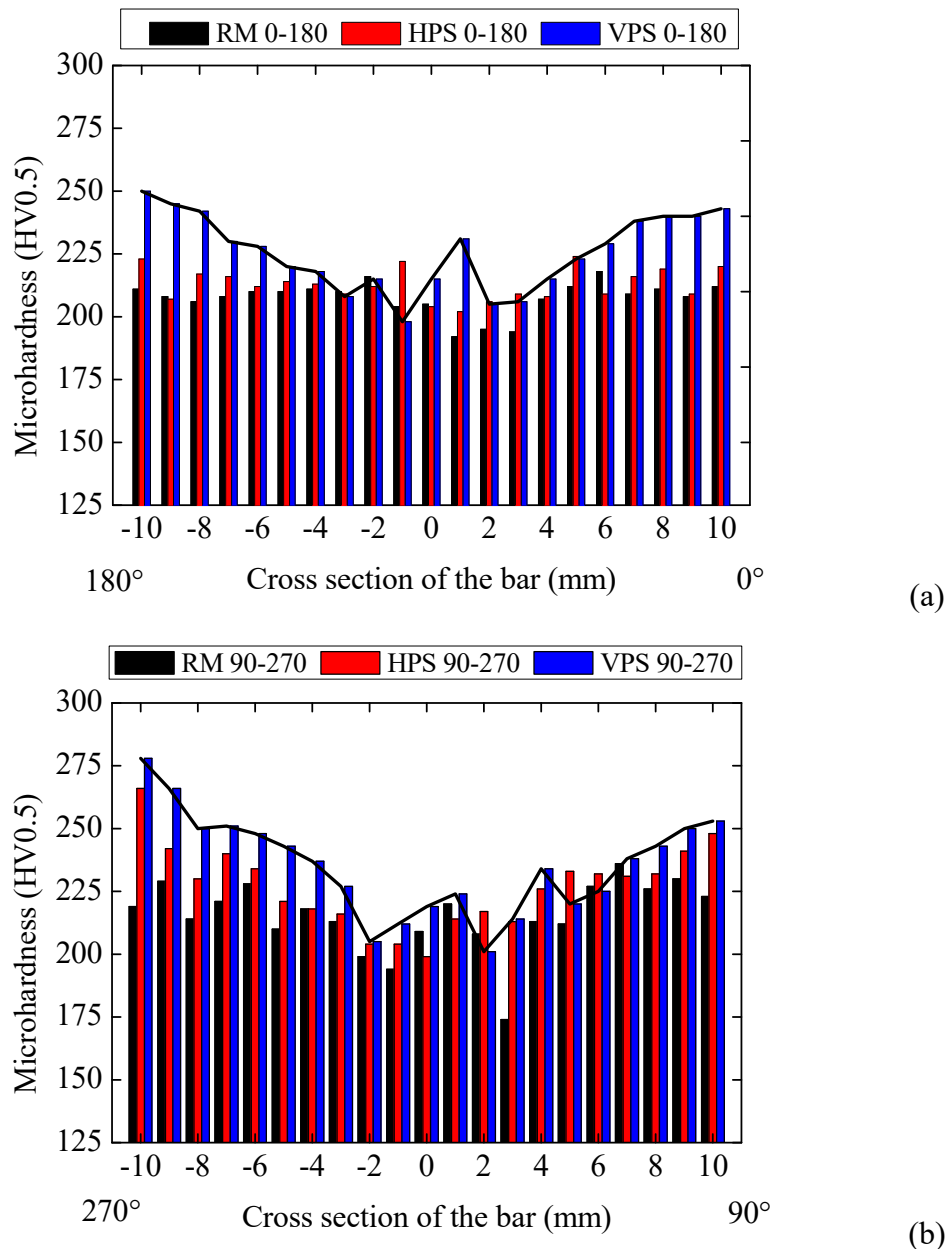 RM 0-180 HPS 0-180 VPS 0-180
300
275
250
225
200
175
150
125
Microhardness (HV0.5)
-10 -8 -6 -4 -2 0 2 4 6 8 10
180° Cross section of the bar (mm) 0°
(a)
RM 90-270 HPS 90-270 VPS 90-270
300
275
250
225
200
175
150
125
Microhardness (HV0.5)
-10 -8 -6 -4 -2 0 2 4 6 8 10
270° Cross section of the bar (mm) 90°
(b)